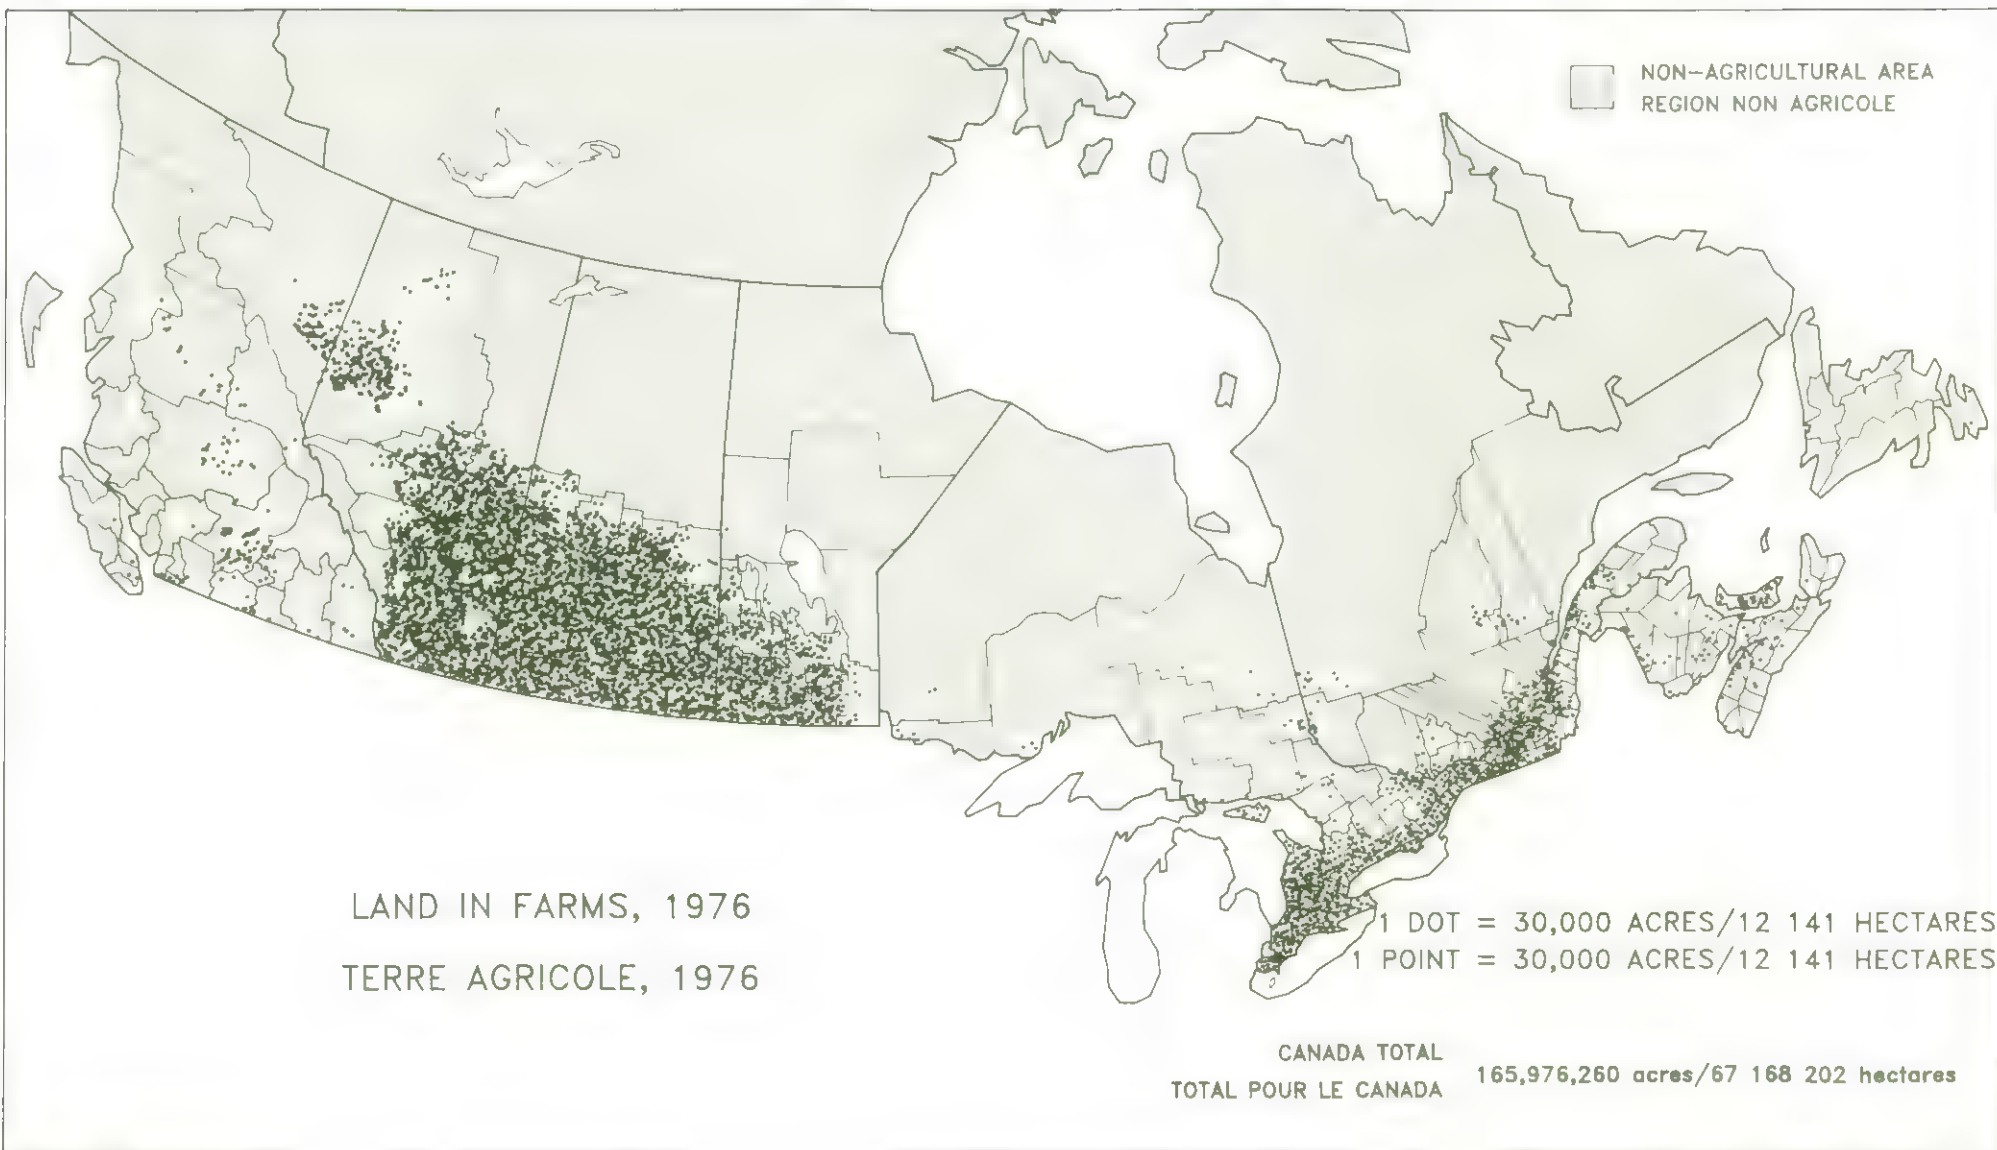 NON-AGRICULTURAL AREA
REGION NON AGRICOLE
LAND IN FARMS, 1976
TERRE AGRICOLE, 1976
1 DOT = 30,000 ACRES/12 141 HECTARES
1 POINT = 30,000 ACRES/12 141 HECTARES
CANADA TOTAL
TOTAL POUR LE CANADA
165,976,260 acres/67 168 202 hectares